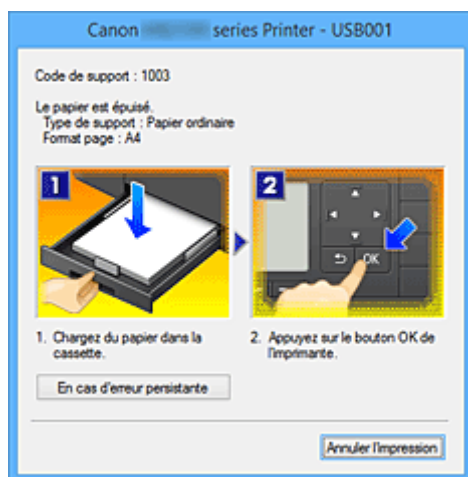 Canon series Printer - USB001
Code de support : 1003
Le papier est épuisé.
Type de support : Papier ordinaire
Format page : A4
1
2
OK
1. Chargez du papier dans la
cassette.
2. Appuyez sur le bouton OK de
l'imprimante.
En cas d'erreur persistante
Annuler l'impression